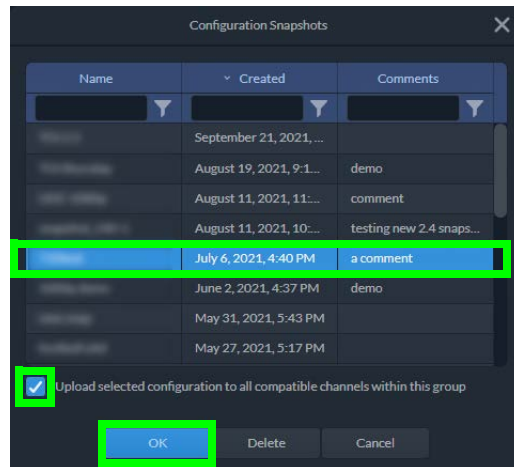 Configuration Snapshots
Name Created Comments
September 21, 2021, ...
August 19, 2021, 9:1... demo
August 11, 2021, 11:... comment
August 11, 2021, 10:... testing new 2.4 snaps...
July 6, 2021, 4:40 PM a comment
June 2, 2021, 4:37 PM demo
May 31, 2021, 5:43 PM
May 27, 2021, 5:17 PM
Upload selected configuration to all compatible channels within this group
OK Delete Cancel